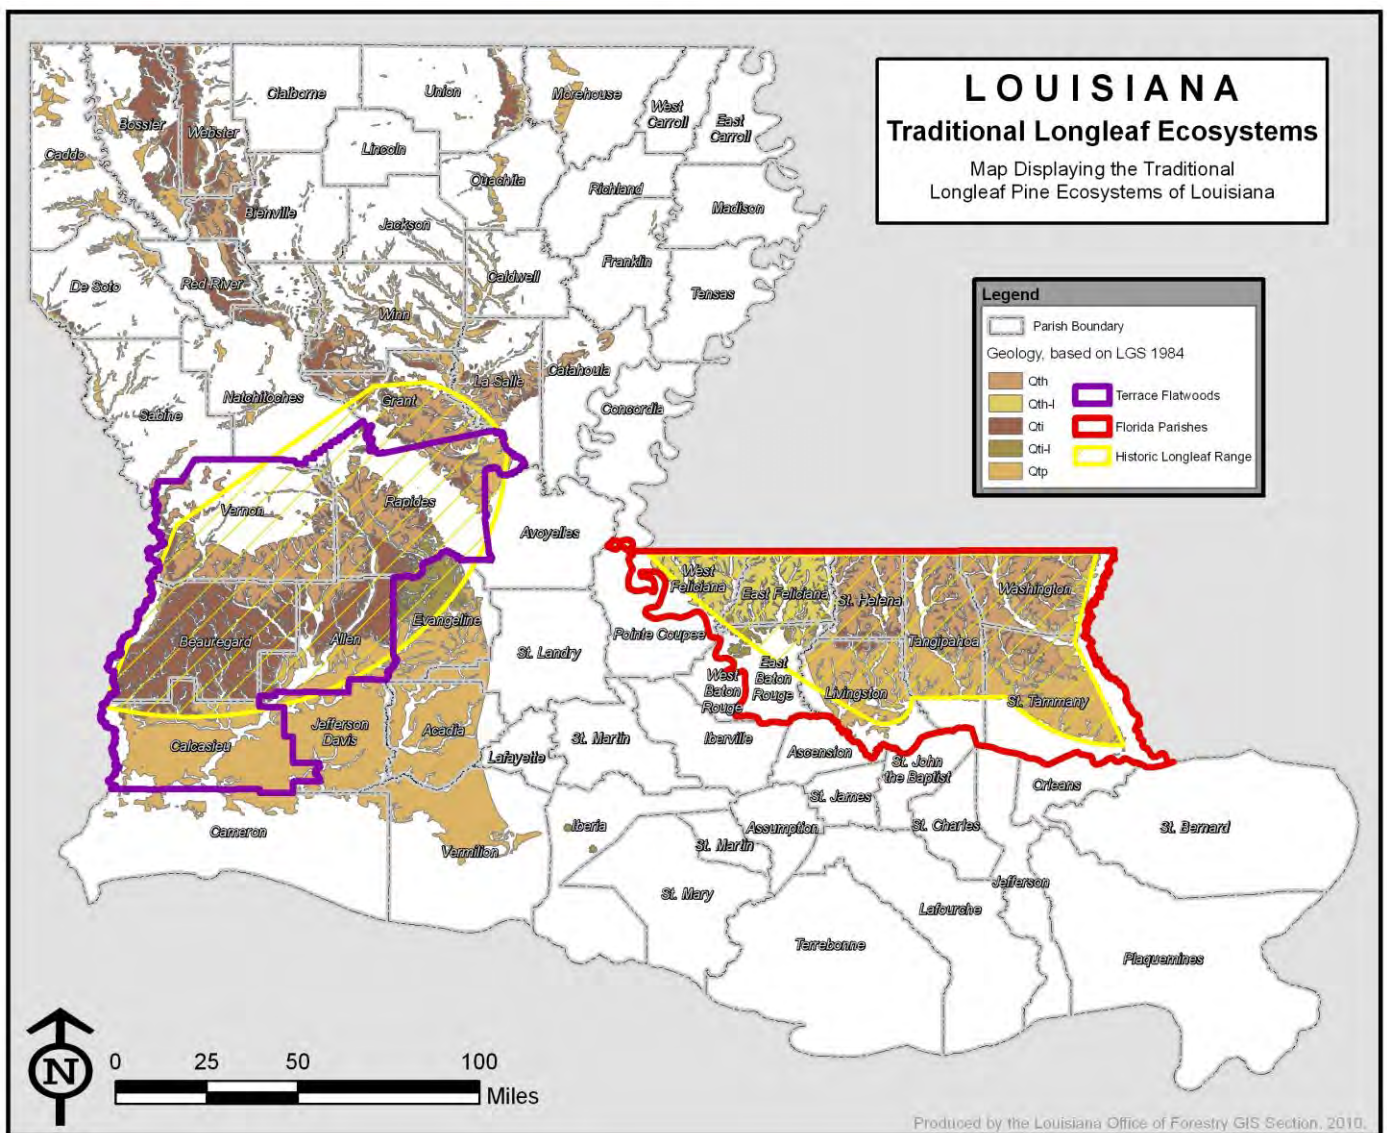 LOUISIANA
Traditional Longleaf Ecosystems
Map Displaying the Traditional
Longleaf Pine Ecosystems of Louisiana
Legend
Parish Boundary
Geology, based on LGS 1984
Qth
Qth-l
Qti
Qti-l
Qtp
Terrace Flatwoods
Florida Parishes
Historic Longleaf Range
Caddo
Bossier
Webster
Claiborne
Union
Morehouse
West
Carroll
East
Carroll
Lincoln
Ouachita
Richland
Madison
Bienville
Jackson
De Soto
Red River
Winn
Caldwell
Franklin
Tensas
Sabine
Natchitoches
Grant
La Salle
Catahoula
Concordia
Vernon
Rapides
Avoyelles
Beauregard
Allen
Evangeline
St. Landry
Pointe Coupee
West
Feliciana
East Feliciana
St. Helena
Tangipahoa
Washington
West
Baton
Rouge
East
Baton
Rouge
Livingston
St. Tammany
Calcasieu
Jefferson
Davis
Acadia
Lafayette
St. Martin
Iberville
Ascension
St. John
the Baptist
St. James
Orleans
Cameron
Vermilion
Iberia
St. Martin
Assumption
St. Charles
St. Bernard
St. Mary
Jefferson
Lafourche
Terrebonne
Plaquemines
N
0 25 50 100
Miles
Produced by the Louisiana Office of Forestry GIS Section. 2010.